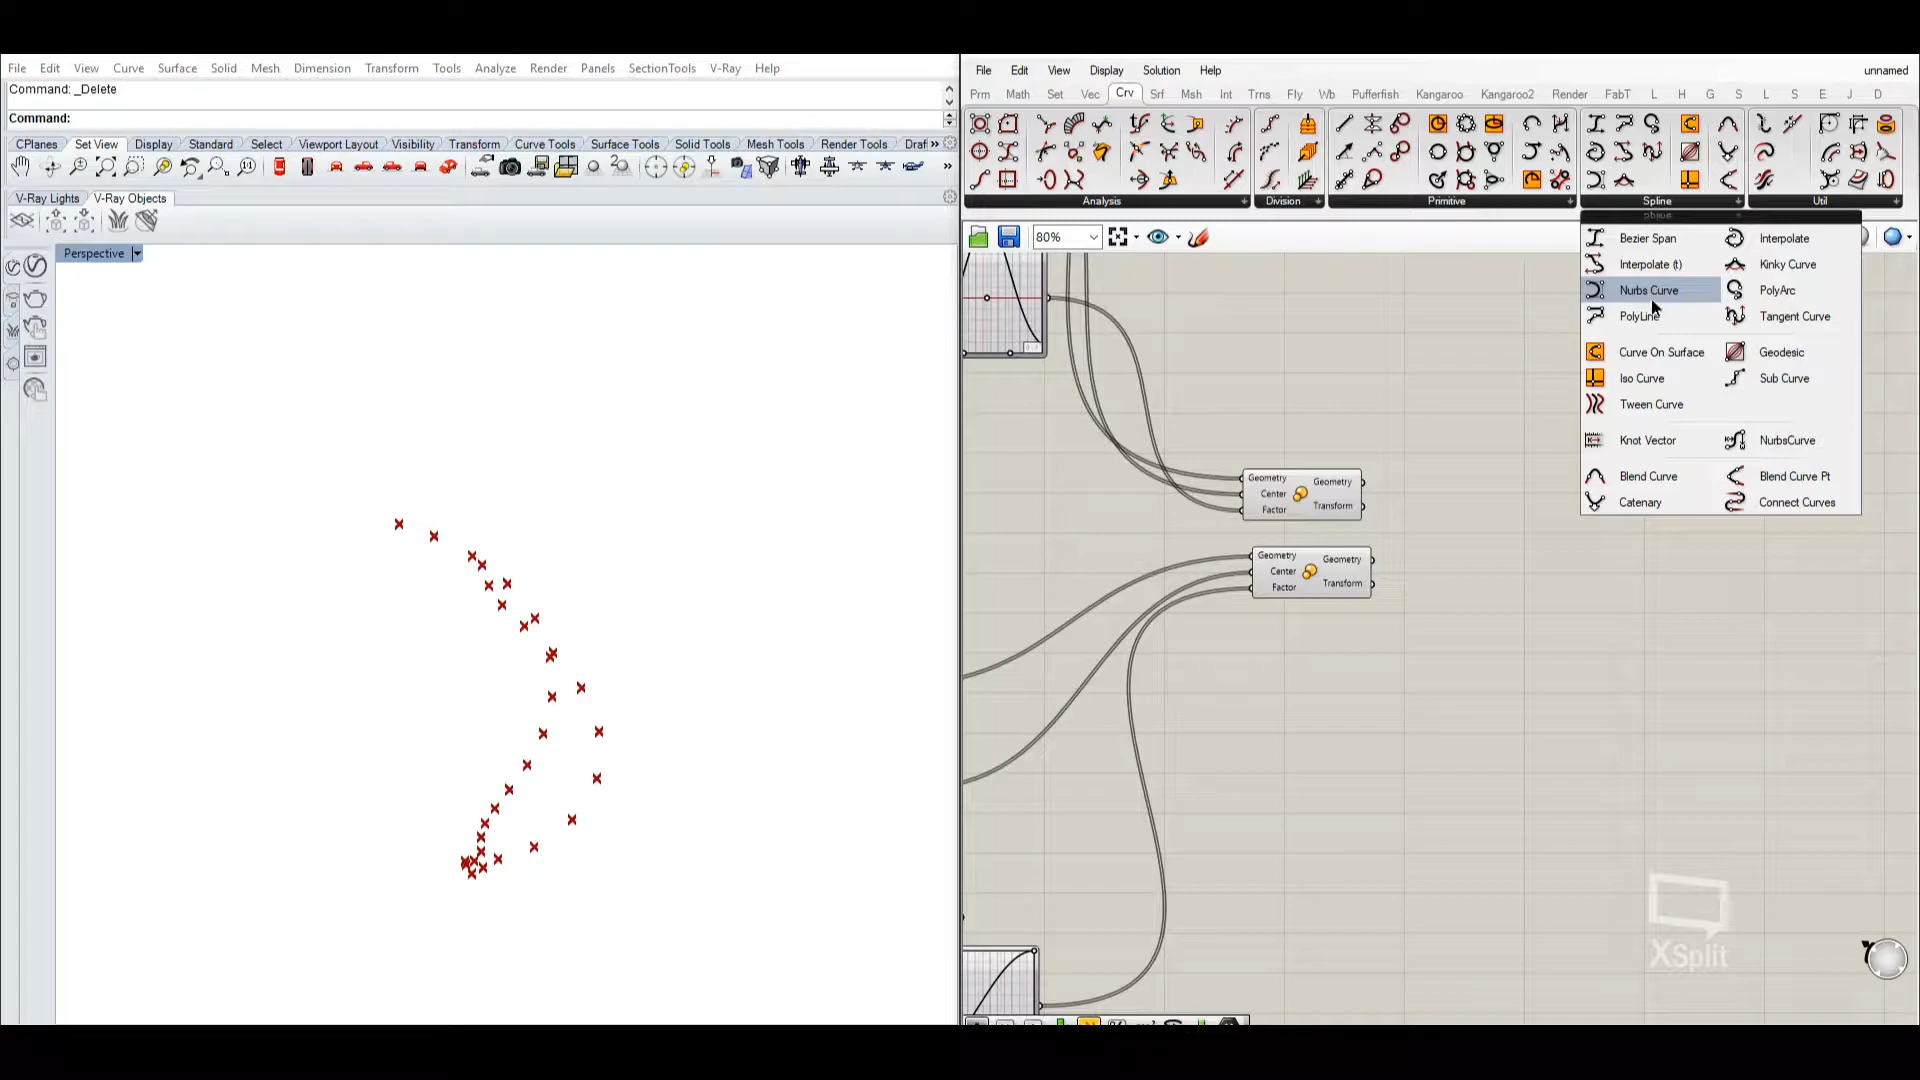 File Edit View Curve Surface Solid Mesh Dimension Transform Tools Analyze Render Panels SectionTools V-Ray Help
Command: _Delete
Command:
CPlanes Set View Display Standard Select Viewport Layout Visibility Transform Curve Tools Surface Tools Solid Tools Mesh Tools Render Tools Draf
V-Ray Lights V-Ray Objects
Perspective
File Edit View Display Solution Help unnamed
Prm Math Set Vec Crv Srf Msh Int Trns Fly Wb Pufferfish Kangaroo Kangaroo2 Render FabT L H G S L S E J D
Analysis Division Primitive Spline Util
80%
Bezier Span Interpolate
Interpolate (t) Kinky Curve
Nurbs Curve PolyArc
PolyLine Tangent Curve
Curve On Surface Geodesic
Iso Curve Sub Curve
Tween Curve
Knot Vector NurbsCurve
Blend Curve Blend Curve Pt
Catenary Connect Curves
Geometry Geometry
Center
Factor Transform
Geometry Geometry
Center
Factor Transform
XSplit